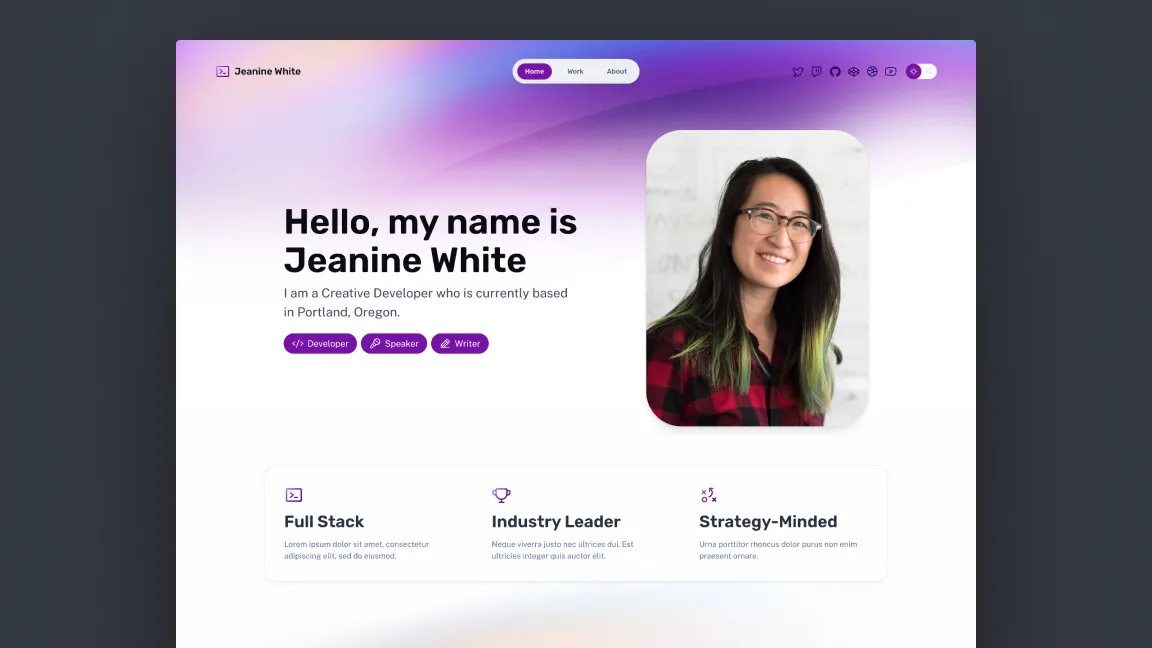 Jeanine White
Home Work About
Hello, my name is
Jeanine White
I am a Creative Developer who is currently based
in Portland, Oregon.
</> Developer Speaker Writer
Full Stack
Lorem ipsum dolor sit amet, consectetur
adipiscing elit, sed do eiusmod.
Industry Leader
Neque viverra justo nec ultrices dui. Est
ultricies integer quis auctor elit.
Strategy-Minded
Urna porttitor rhoncus dolor purus non enim
praesent ornare.